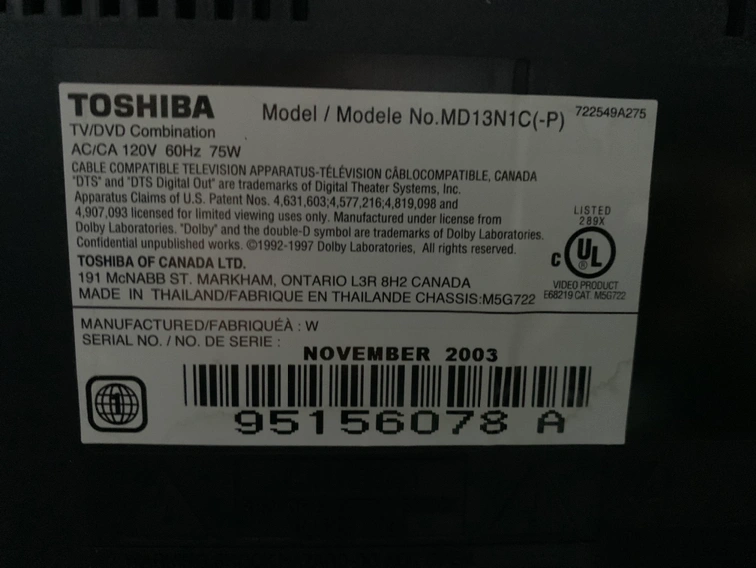 TOSHIBA
Model / Modele No.MD13N1C(-P)
722549A275
TV/DVD Combination
AC/CA 120V 60Hz 75W
CABLE COMPATIBLE TELEVISION APPARATUS-TÉLÉVISION CÂBLOCOMPATIBLE, CANADA
"DTS" and "DTS Digital Out" are trademarks of Digital Theater Systems, Inc.
Apparatus Claims of U.S. Patent Nos. 4,631,603;4,577,216;4,819,098 and
4,907,093 licensed for limited viewing uses only. Manufactured under license from
Dolby Laboratories. "Dolby" and the double-D symbol are trademarks of Dolby Laboratories.
Confidential unpublished works. ©1992-1997 Dolby Laboratories, All rights reserved.
TOSHIBA OF CANADA LTD.
191 McNABB ST. MARKHAM, ONTARIO L3R 8H2 CANADA
MADE IN THAILAND/FABRIQUE EN THAILANDE CHASSIS:M5G722
LISTED
289X
C UL
VIDEO PRODUCT
E68219 CAT. M5G722
MANUFACTURED/FABRIQUÉÀ : W
SERIAL NO. / NO. DE SERIE :
NOVEMBER 2003
1
95156078 A